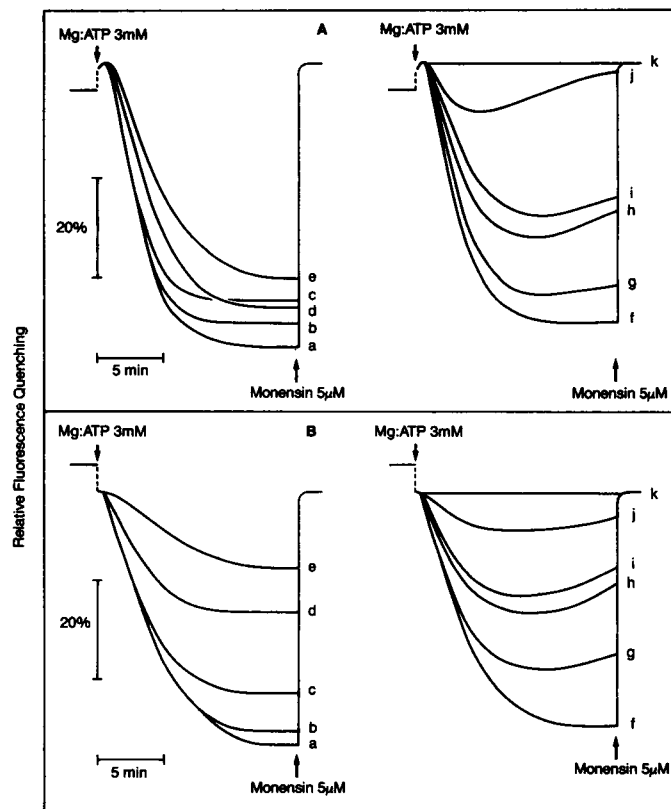 Relative Fluorescence Quenching
A
Mg:ATP 3mM
20%
5 min
e
c
d
b
a
Monensin 5µM
Mg:ATP 3mM
k
j
i
h
g
f
Monensin 5µM
B
Mg:ATP 3mM
20%
5 min
e
d
c
b
a
Monensin 5µM
Mg:ATP 3mM
k
j
i
h
g
f
Monensin 5µM